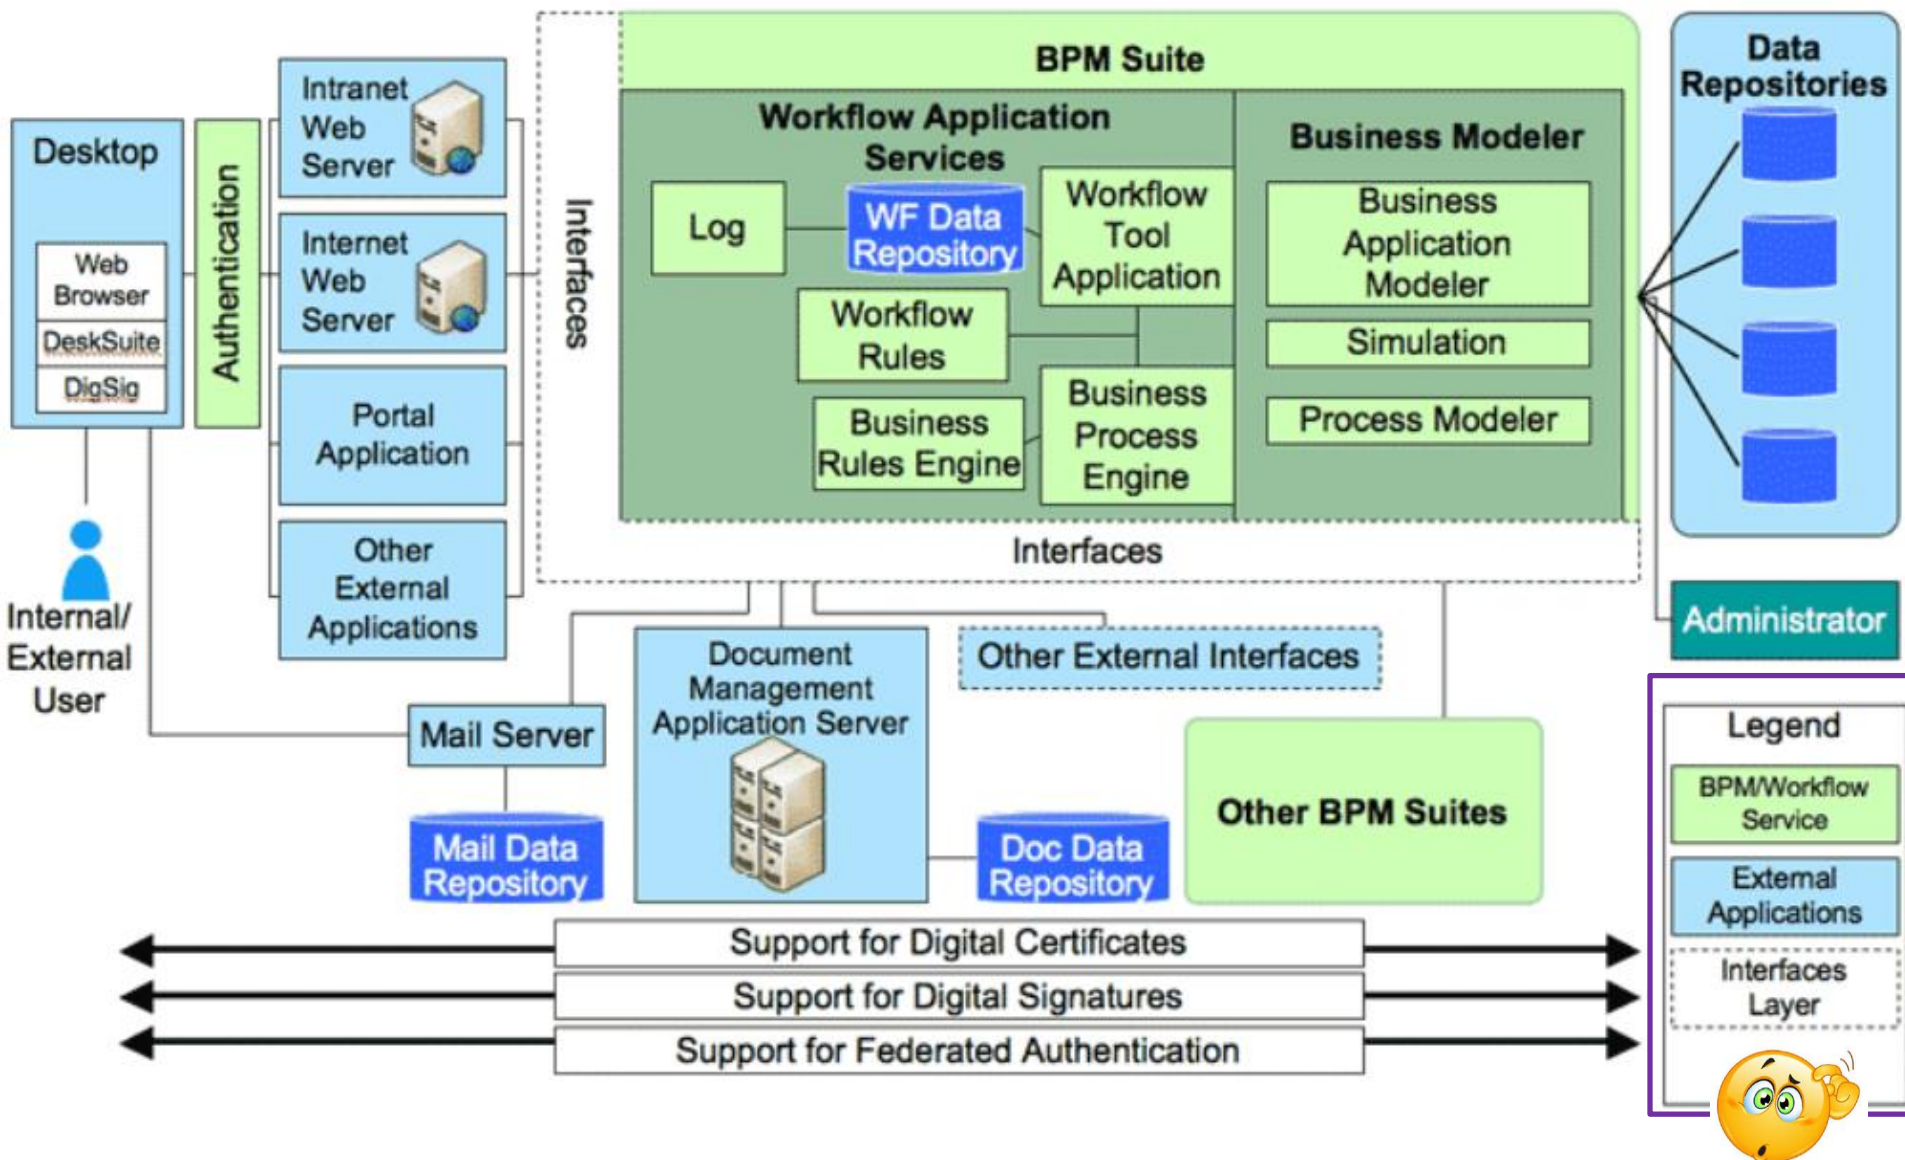 Desktop
Web
Browser
DeskSuite
DigSig
Internal/
External
User
Authentication
Intranet
Web
Server
Internet
Web
Server
Portal
Application
Other
External
Applications
Interfaces
BPM Suite
Workflow Application
Services
Log
WF Data
Repository
Workflow
Tool
Application
Workflow
Rules
Business
Rules Engine
Business
Process
Engine
Business Modeler
Business
Application
Modeler
Simulation
Process Modeler
Interfaces
Data
Repositories
Administrator
Mail Server
Mail Data
Repository
Document
Management
Application Server
Doc Data
Repository
Other External Interfaces
Other BPM Suites
Support for Digital Certificates
Support for Digital Signatures
Support for Federated Authentication
Legend
BPM/Workflow
Service
External
Applications
Interfaces
Layer